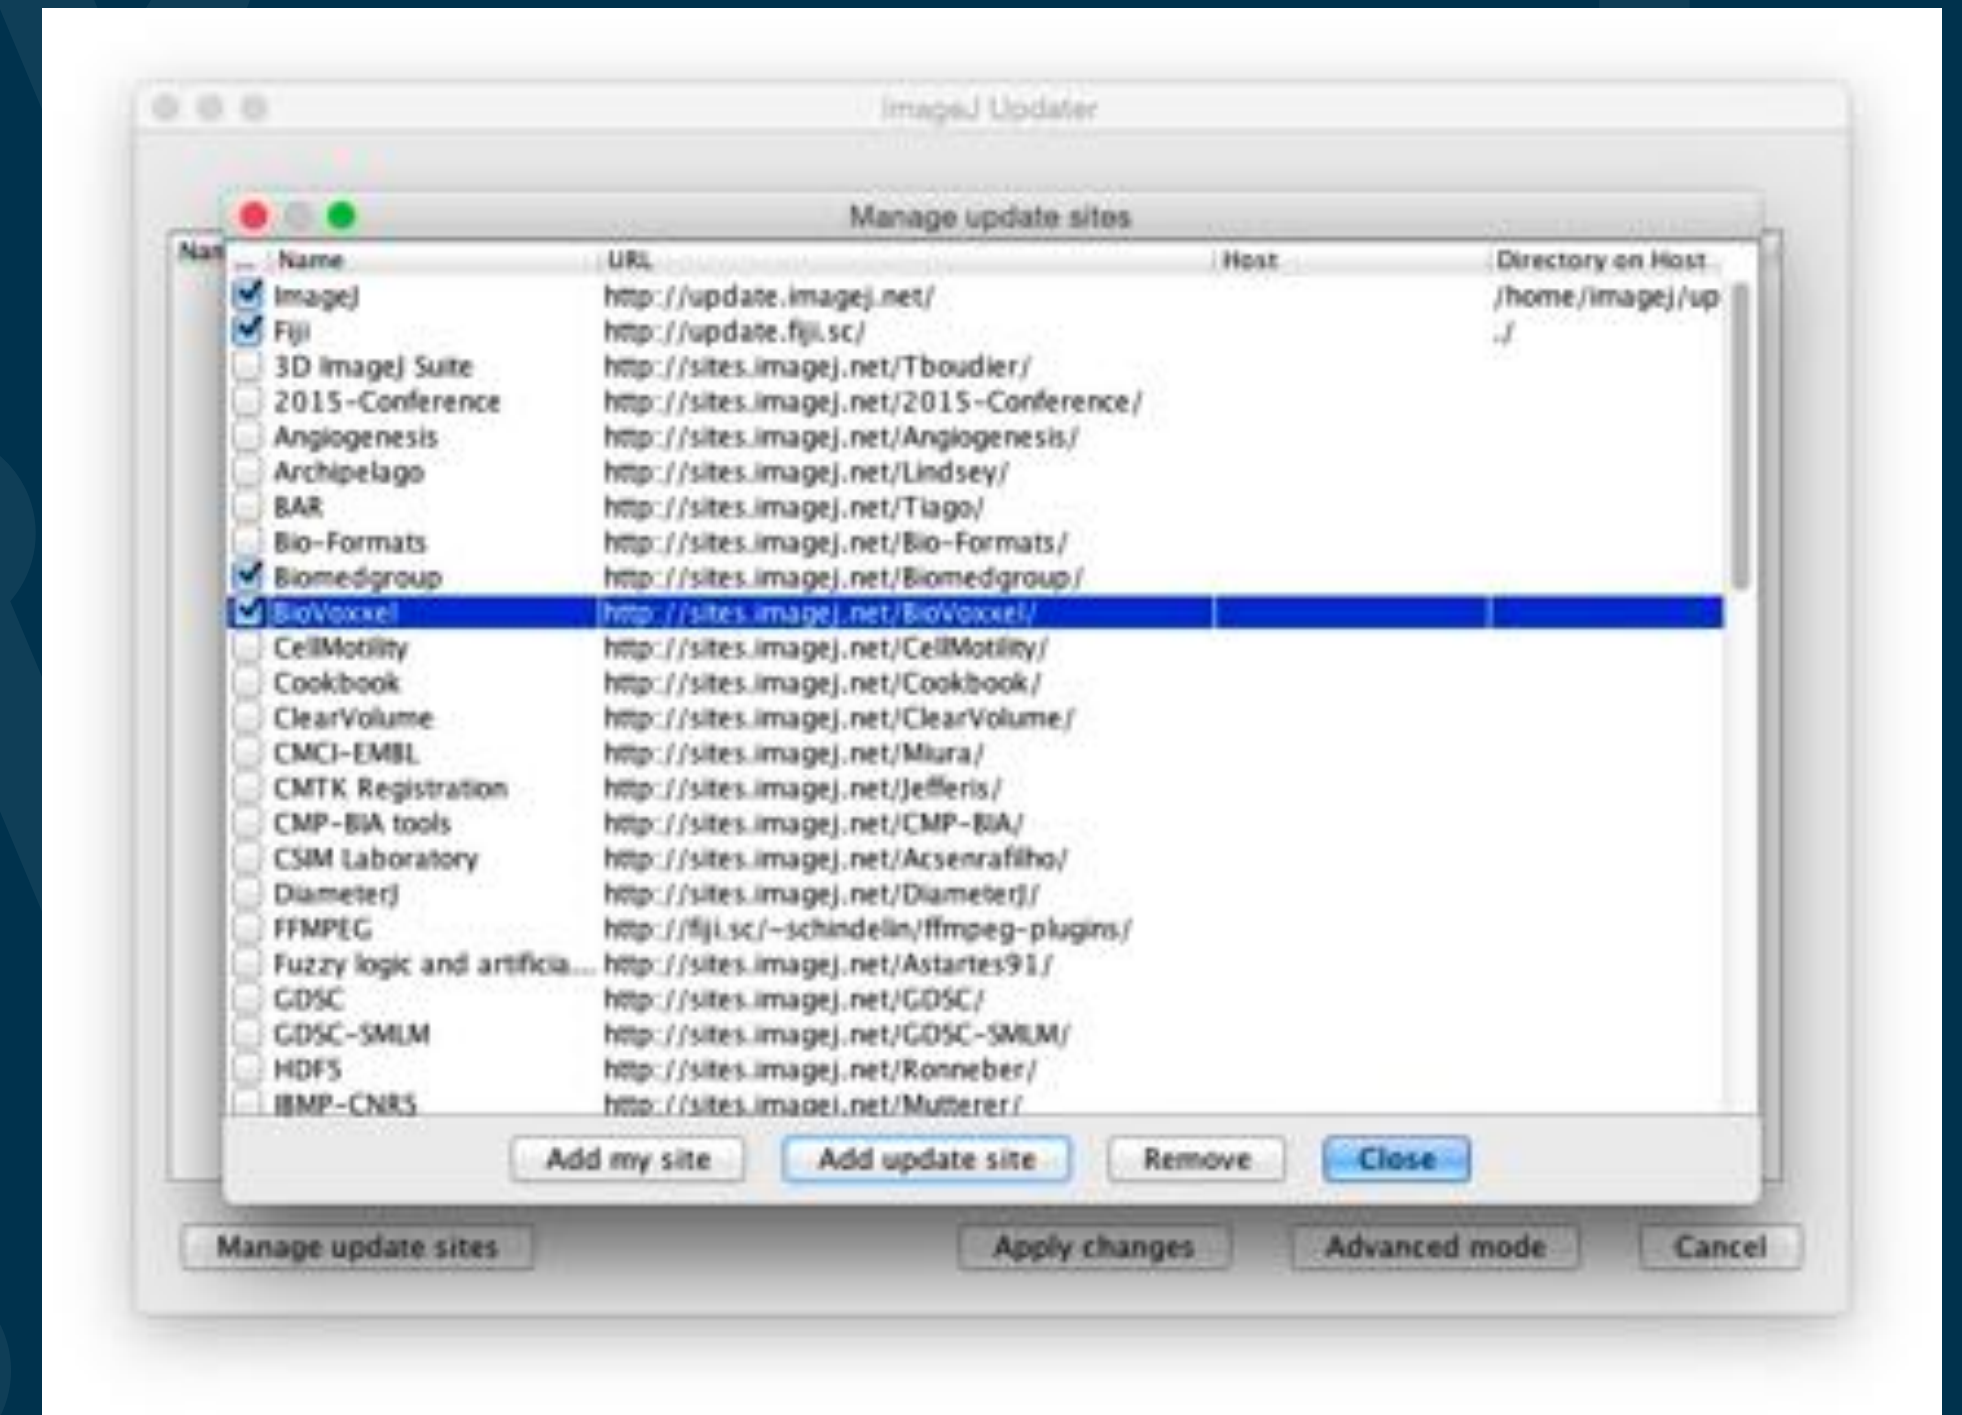 ImageJ Updater
Manage update sites
Nan
... Name URL Host Directory on Host
ImageJ http://update.imagej.net/ /home/imagej/up
Fiji http://update.fiji.sc/ ./
3D ImageJ Suite http://sites.imagej.net/Tboudier/
2015-Conference http://sites.imagej.net/2015-Conference/
Angiogenesis http://sites.imagej.net/Angiogenesis/
Archipelago http://sites.imagej.net/Lindsey/
BAR http://sites.imagej.net/Tiago/
Bio-Formats http://sites.imagej.net/Bio-Formats/
Biomedgroup http://sites.imagej.net/Biomedgroup/
BioVoxxel http://sites.imagej.net/BioVoxxel/
CellMotility http://sites.imagej.net/CellMotility/
Cookbook http://sites.imagej.net/Cookbook/
ClearVolume http://sites.imagej.net/ClearVolume/
CMCI-EMBL http://sites.imagej.net/Miura/
CMTK Registration http://sites.imagej.net/Jefferis/
CMP-BIA tools http://sites.imagej.net/CMP-BIA/
CSIM Laboratory http://sites.imagej.net/Acsenrafilho/
DiameterJ http://sites.imagej.net/DiameterJ/
FFMPEG http://fiji.sc/~schindelin/ffmpeg-plugins/
Fuzzy logic and artificia... http://sites.imagej.net/Astartes91/
GDSC http://sites.imagej.net/GDSC/
GDSC-SMLM http://sites.imagej.net/GDSC-SMLM/
HDF5 http://sites.imagej.net/Ronneber/
IBMP-CNRS http://sites.imagej.net/Mutterer/
Add my site Add update site Remove Close
Manage update sites Apply changes Advanced mode Cancel